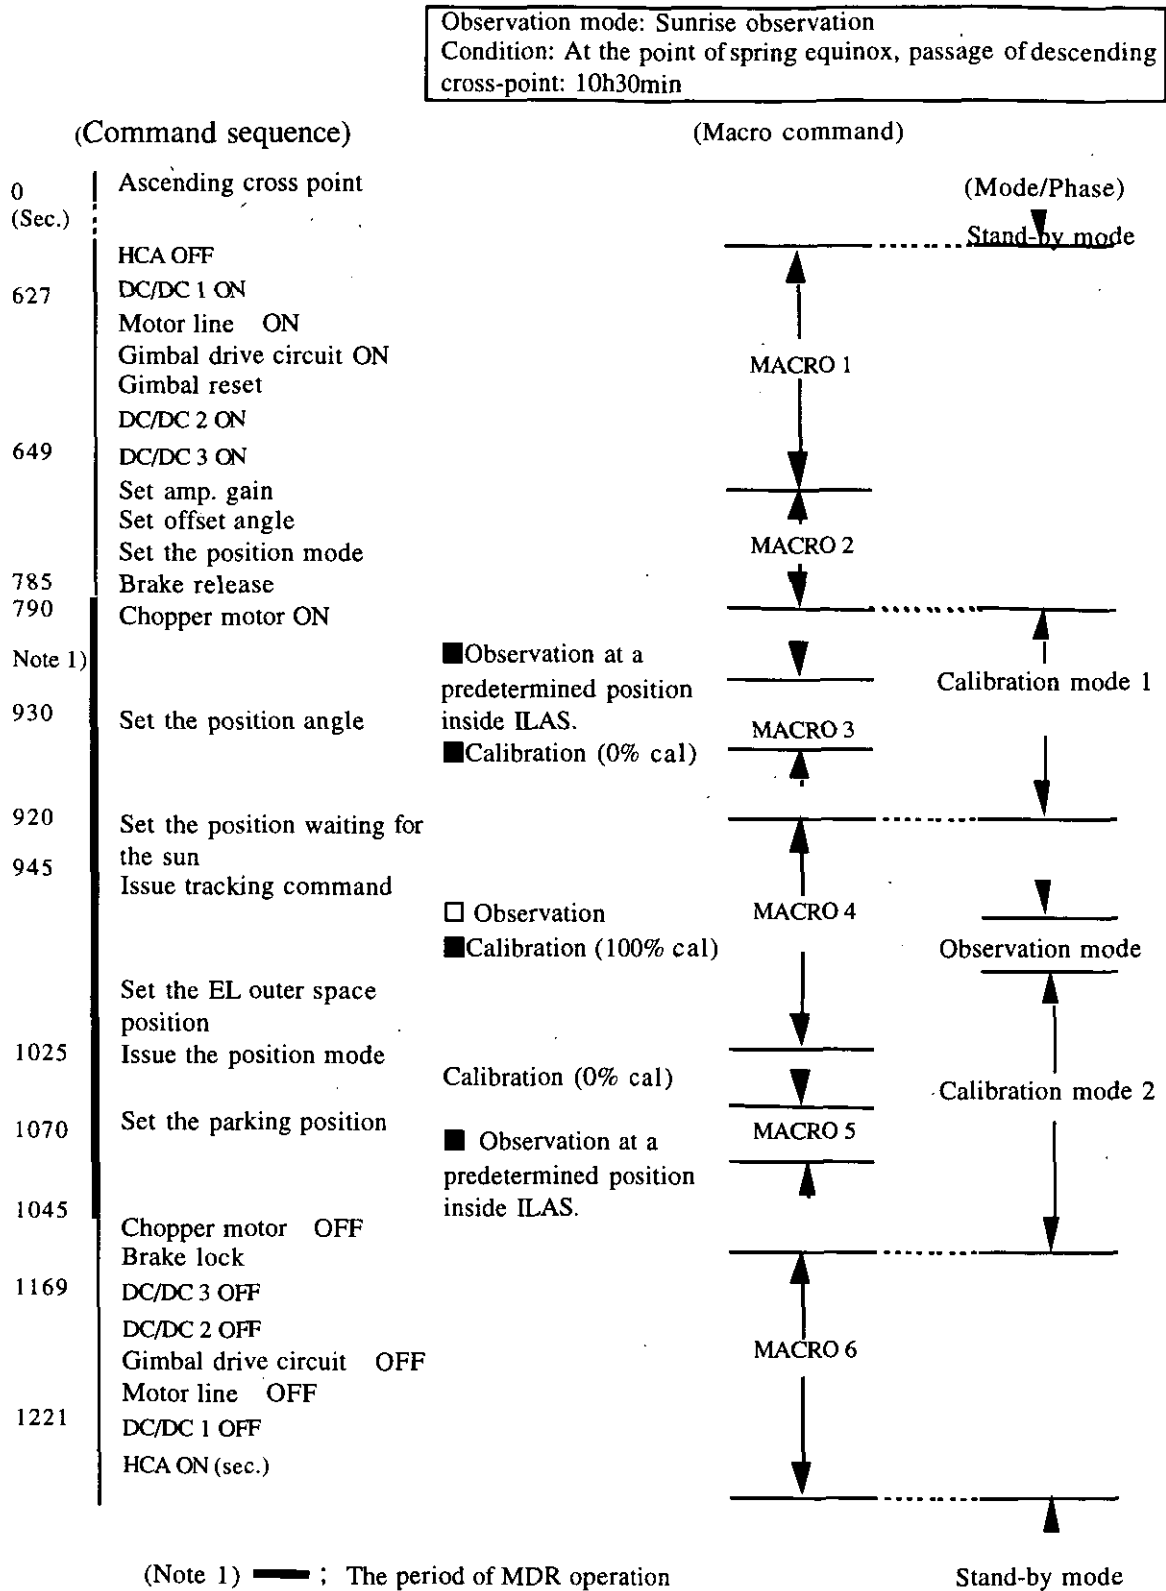 Observation mode: Sunrise observation
Condition: At the point of spring equinox, passage of descending
cross-point: 10h30min
(Command sequence)
(Macro command)
0
Ascending cross point
(Mode/Phase)
(Sec.)
Stand-by mode
HCA OFF
627
DC/DC 1 ON
Motor line ON
Gimbal drive circuit ON
MACRO 1
Gimbal reset
DC/DC 2 ON
649
DC/DC 3 ON
Set amp. gain
Set offset angle
Set the position mode
MACRO 2
785
Brake release
790
Chopper motor ON
Note 1)
■Observation at a
predetermined position
inside ILAS.
Calibration mode 1
930
Set the position angle
MACRO 3
■Calibration (0% cal)
920
Set the position waiting for
the sun
945
Issue tracking command
□ Observation
MACRO 4
■Calibration (100% cal)
Observation mode
Set the EL outer space
position
1025
Issue the position mode
Calibration (0% cal)
Calibration mode 2
1070
Set the parking position
MACRO 5
■ Observation at a
predetermined position
inside ILAS.
1045
Chopper motor OFF
Brake lock
1169
DC/DC 3 OFF
DC/DC 2 OFF
Gimbal drive circuit OFF
MACRO 6
Motor line OFF
1221
DC/DC 1 OFF
HCA ON (sec.)
(Note 1) ━━ ; The period of MDR operation
Stand-by mode